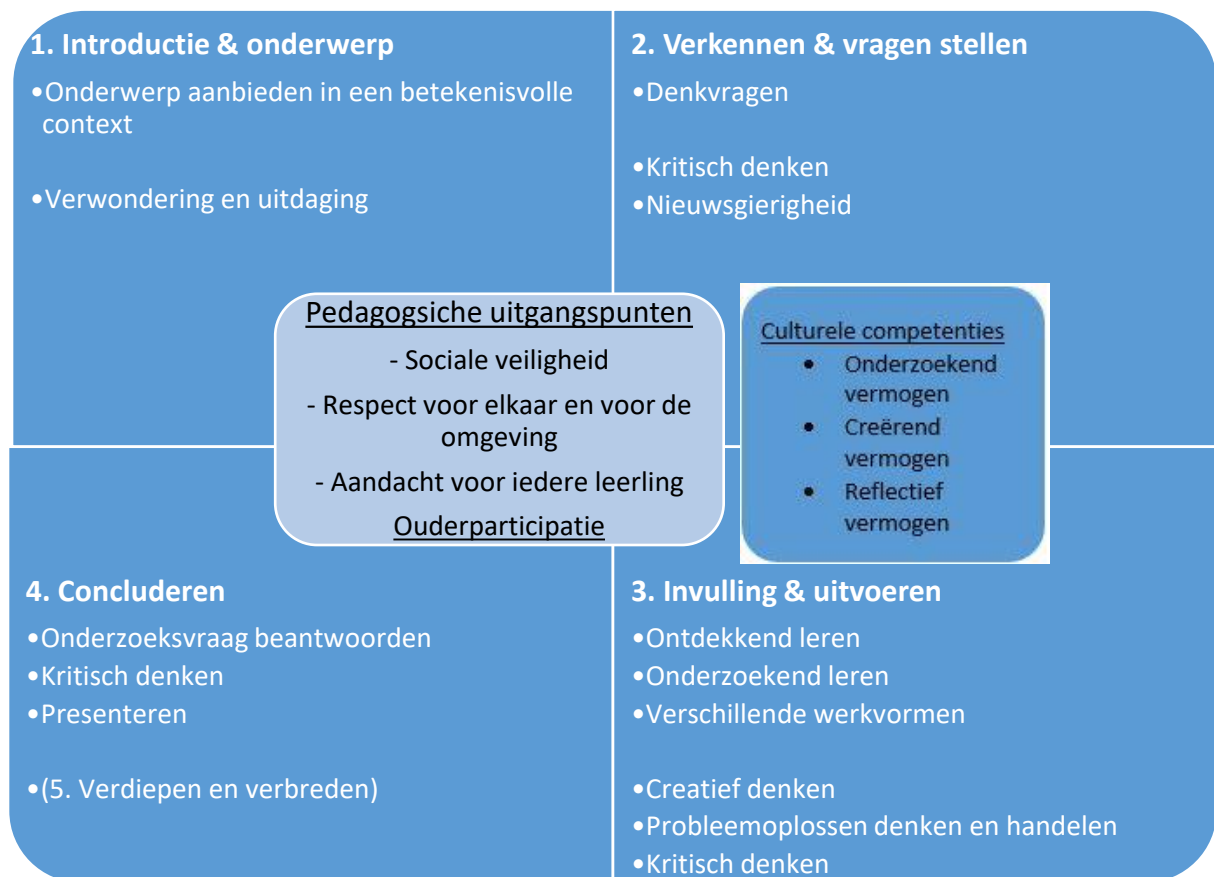 1. Introductie & onderwerp
•Onderwerp aanbieden in een betekenisvolle
context
•Verwondering en uitdaging
2. Verkennen & vragen stellen
•Denkvragen
•Kritisch denken
•Nieuwsgierigheid
Pedagogsiche uitgangspunten
- Sociale veiligheid
- Respect voor elkaar en voor de
omgeving
- Aandacht voor iedere leerling
Ouderparticipatie
Culturele competenties
• Onderzoekend
vermogen
• Creërend
vermogen
• Reflectief
vermogen
4. Concluderen
•Onderzoeksvraag beantwoorden
•Kritisch denken
•Presenteren
•(5. Verdiepen en verbreden)
3. Invulling & uitvoeren
•Ontdekkend leren
•Onderzoekend leren
•Verschillende werkvormen
•Creatief denken
•Probleemoplossen denken en handelen
•Kritisch denken